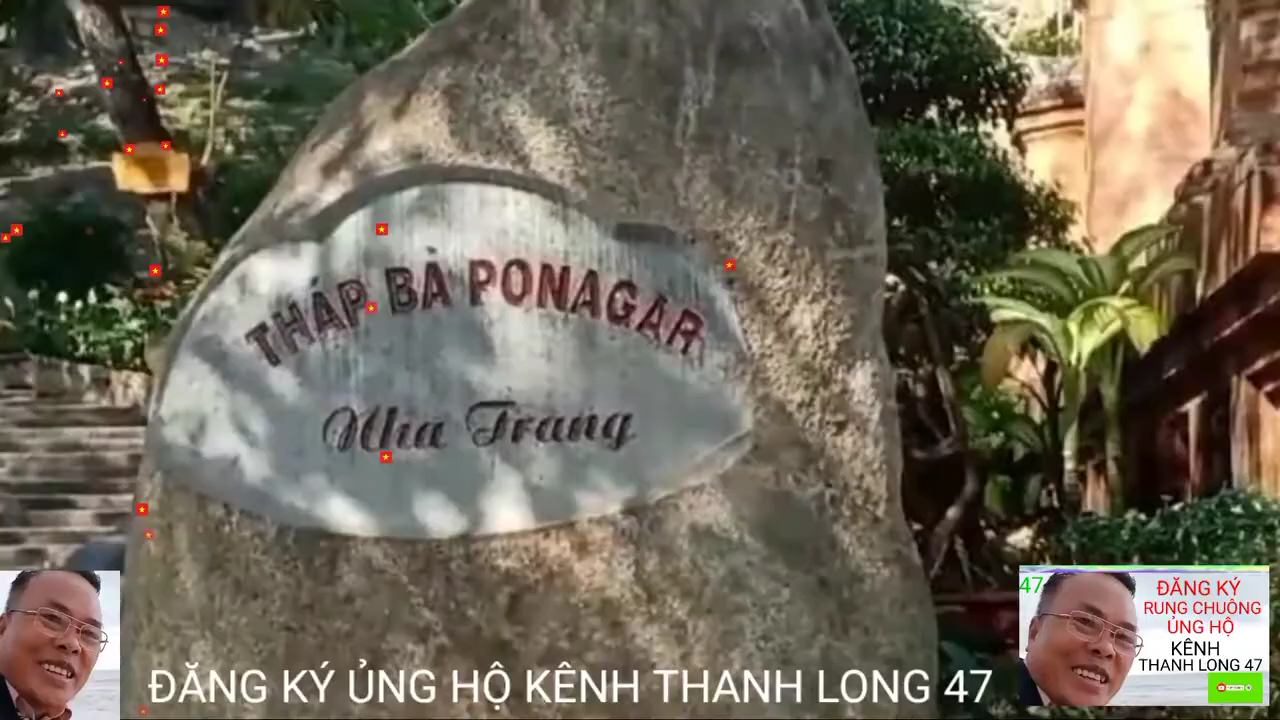 THÁP BÀ PONAGAR
Nha Trang
ĐĂNG KÝ ỦNG HỘ KÊNH THANH LONG 47
47
ĐĂNG KÝ
RUNG CHUÔNG
ỦNG HỘ
KÊNH
THANH LONG 47